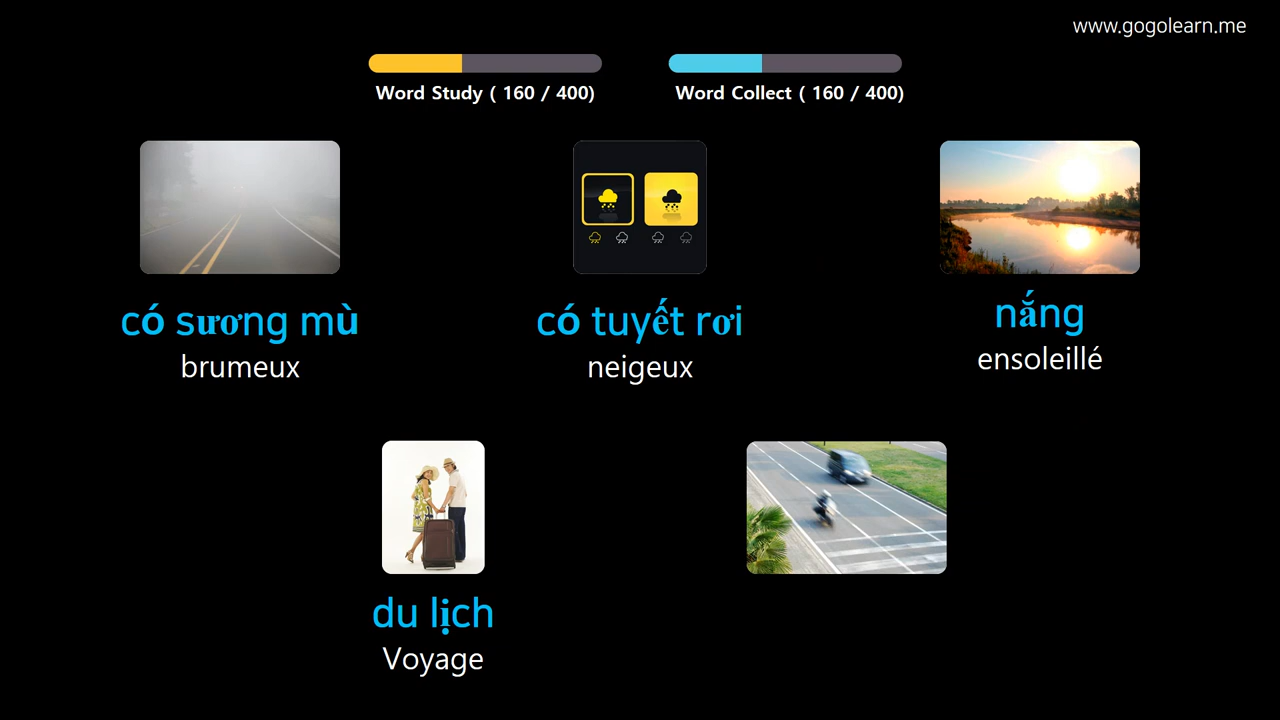 www.gogolearn.me
Word Study ( 160 / 400)
Word Collect ( 160 / 400)
có sương mù
brumeux
có tuyết rơi
neigeux
nắng
ensoleillé
du lịch
Voyage